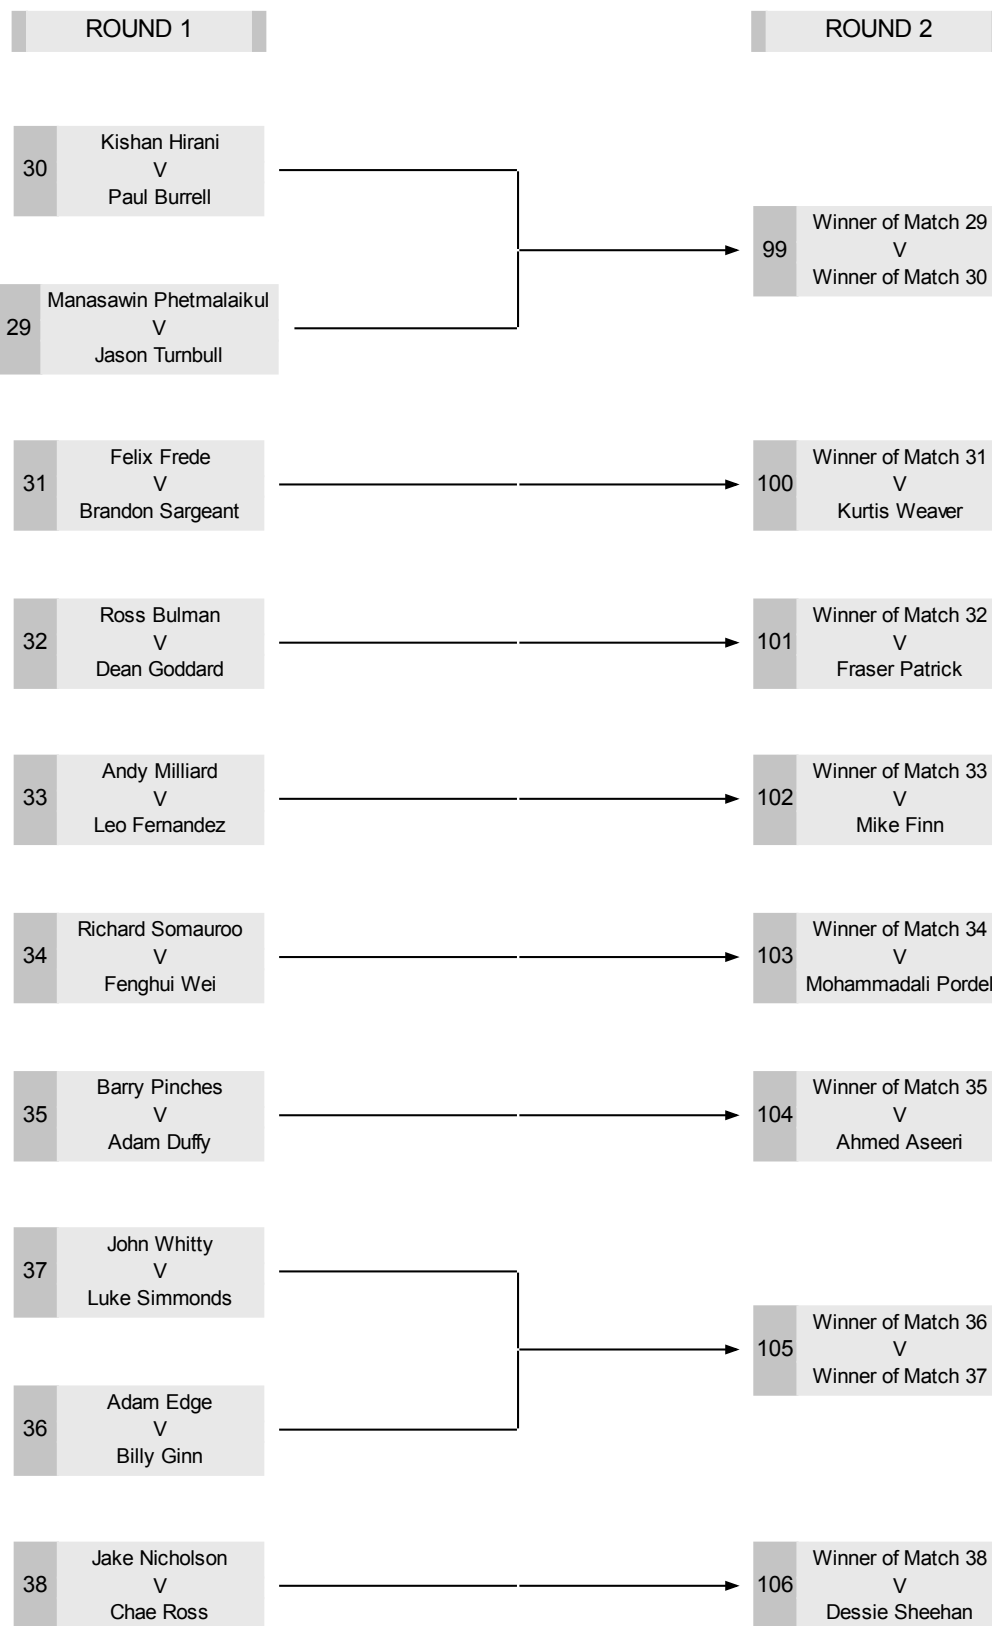 ROUND 1
ROUND 2
30
Kishan Hirani
V
Paul Burrell
99
Winner of Match 29
V
Winner of Match 30
29
Manasawin Phetmalaikul
V
Jason Turnbull
31
Felix Frede
V
Brandon Sargeant
100
Winner of Match 31
V
Kurtis Weaver
32
Ross Bulman
V
Dean Goddard
101
Winner of Match 32
V
Fraser Patrick
33
Andy Milliard
V
Leo Fernandez
102
Winner of Match 33
V
Mike Finn
34
Richard Somauroo
V
Fenghui Wei
103
Winner of Match 34
V
Mohammadali Pordel
35
Barry Pinches
V
Adam Duffy
104
Winner of Match 35
V
Ahmed Aseeri
37
John Whitty
V
Luke Simmonds
105
Winner of Match 36
V
Winner of Match 37
36
Adam Edge
V
Billy Ginn
38
Jake Nicholson
V
Chae Ross
106
Winner of Match 38
V
Dessie Sheehan